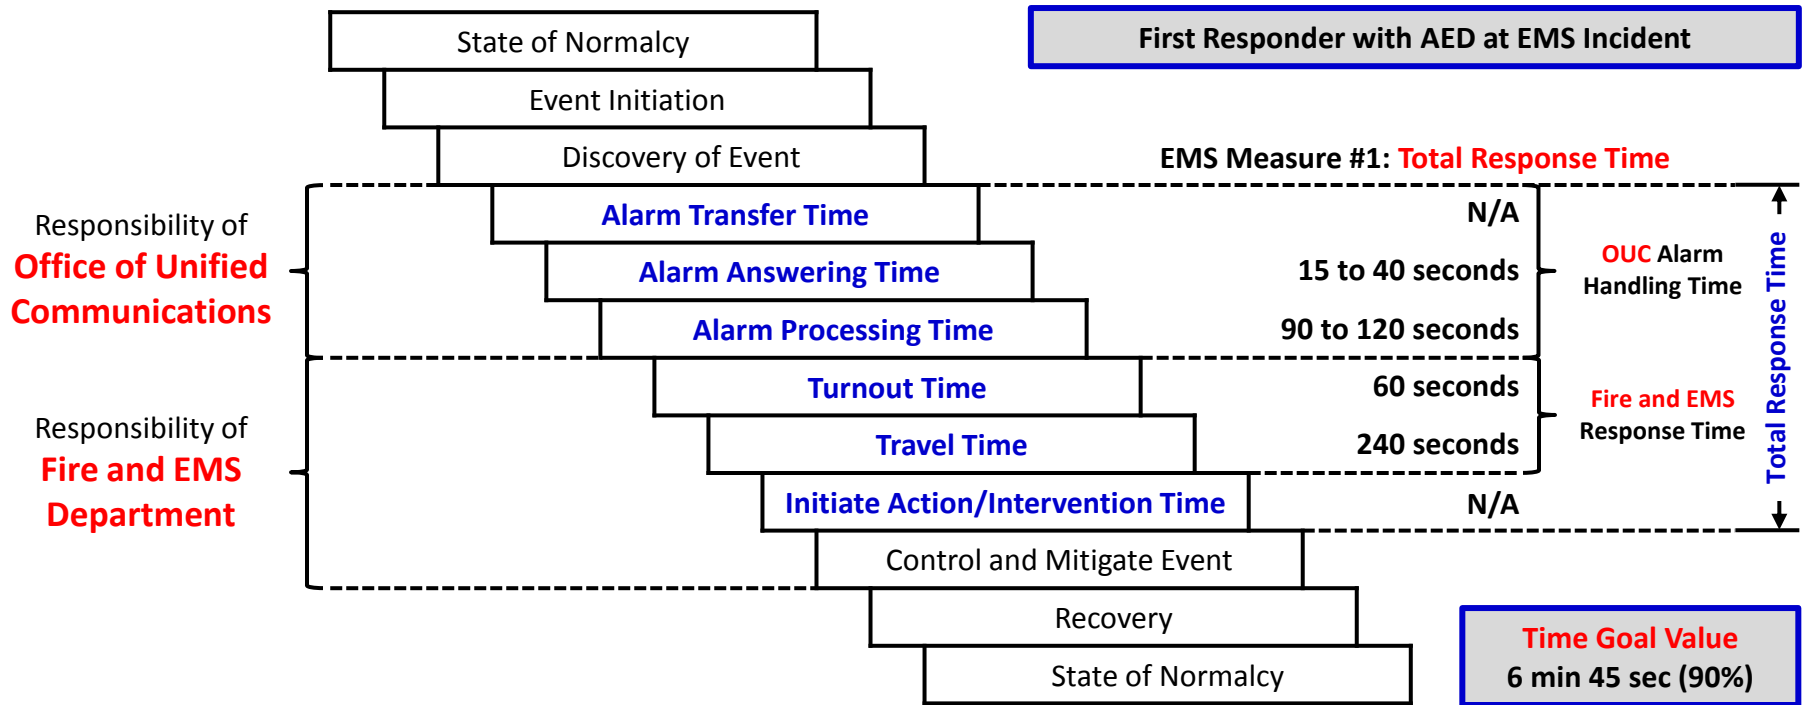 State of Normalcy
First Responder with AED at EMS Incident
Event Initiation
Discovery of Event
EMS Measure #1: Total Response Time
Responsibility of
Office of Unified
Communications
Alarm Transfer Time
N/A
Alarm Answering Time
15 to 40 seconds
Alarm Processing Time
90 to 120 seconds
OUC Alarm
Handling Time
Responsibility of
Fire and EMS
Department
Turnout Time
60 seconds
Travel Time
240 seconds
Fire and EMS
Response Time
Total Response Time
Initiate Action/Intervention Time
N/A
Control and Mitigate Event
Recovery
State of Normalcy
Time Goal Value
6 min 45 sec (90%)